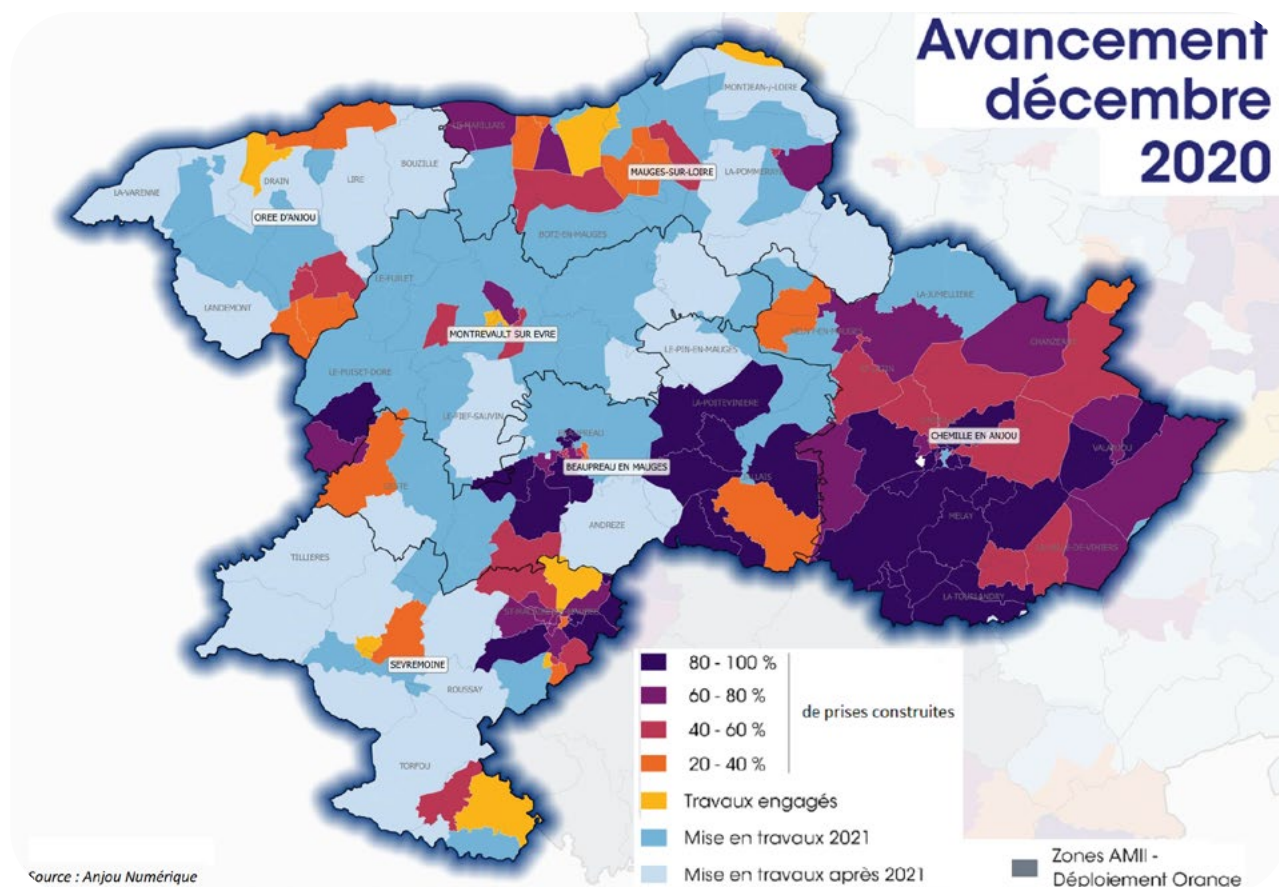 Avancement
décembre
2020
MONTJEAN-/-LOIRE
LE-MARILLAIS
BOUZILLE
LA-POMMERAYE
MAUGES-SUR-LOIRE
DRAIN
LIRE
LA-VARENNE
OREE D'ANJOU
BOTZ-EN-MAUGES
LE-FUILET
LA-JUMELLIERE
LANDEMONT
MONTREVAULT SUR EVRE
CHANZEAUX
LE-PIN-EN-MAUGES
LE-PUISET-DORE
LA-POITEVINIERE
LE-FIEF-SAUVIN
BEAUPREAU
CHEMILLE EN ANJOU
VALANJOU
BEAUPREAU EN MAUGES
GESTE
MELAY
ANDREZE
TILLIERES
LA-TOURLANDRY
SEVREMOINE
ROUSSAY
TORFOU
80 - 100 %
60 - 80 %
de prises construites
40 - 60 %
20 - 40 %
Travaux engagés
Mise en travaux 2021
Mise en travaux après 2021
Zones AMII -
Déploiement Orange
Source : Anjou Numérique